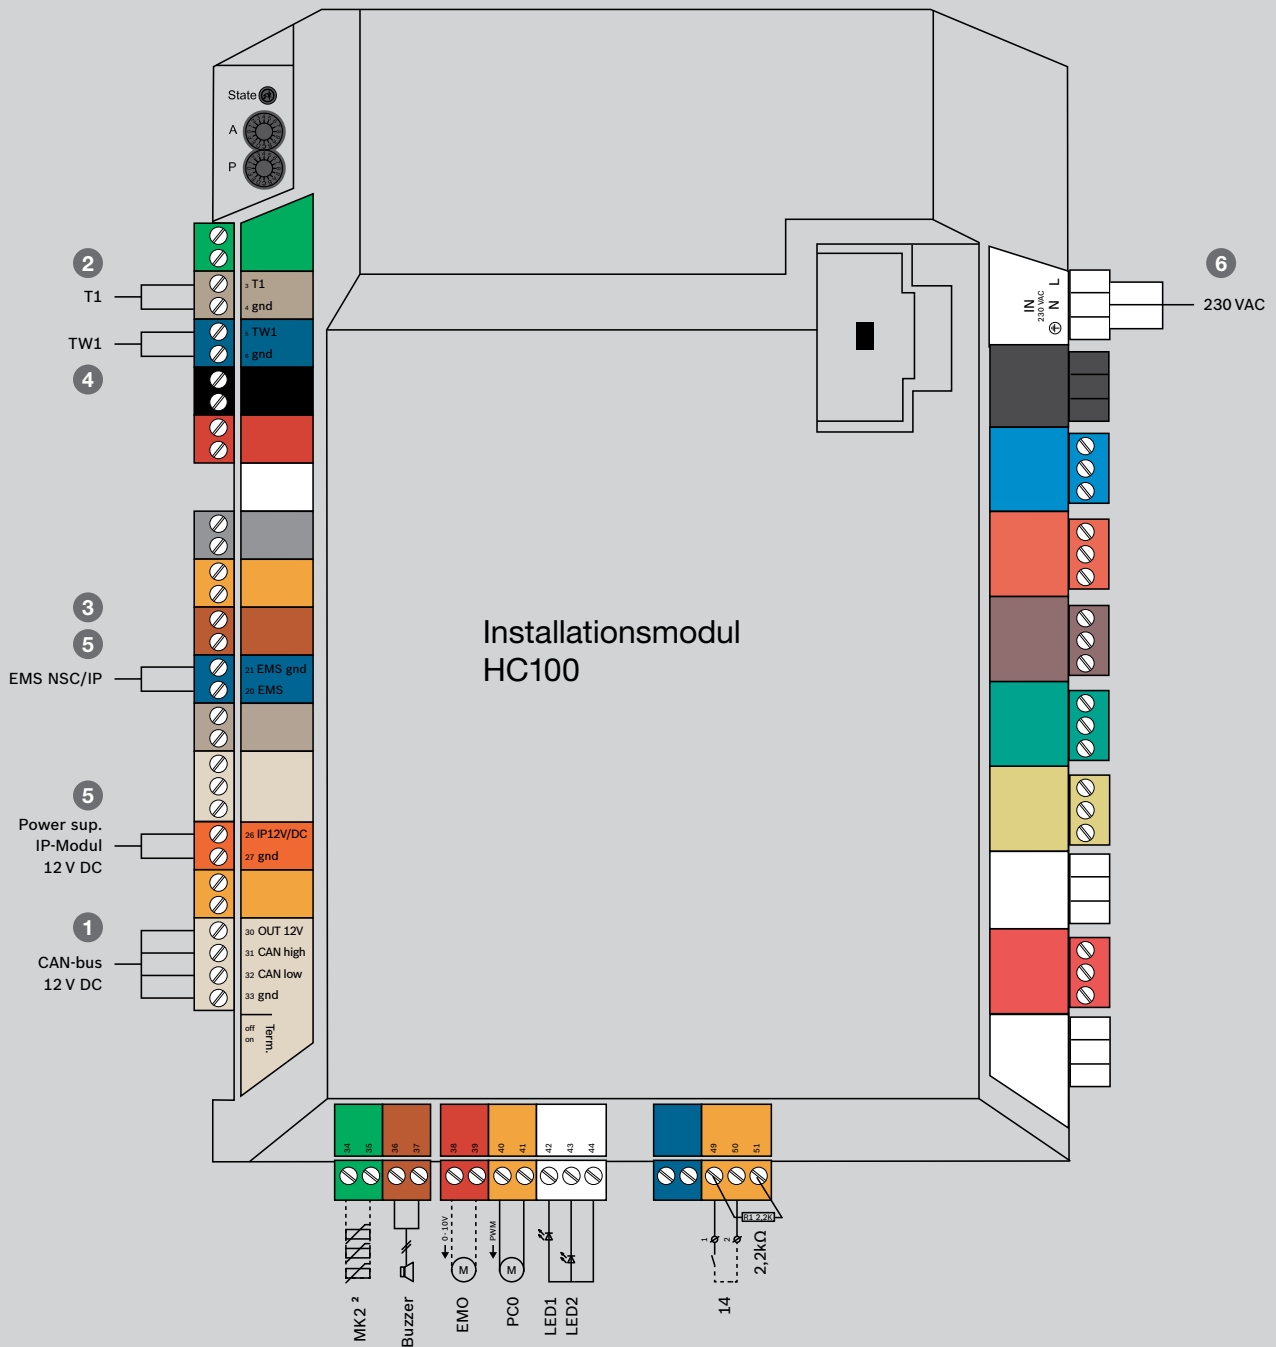 State
A
P
2
T1
3 T1
4 gnd
TW1
5 TW1
6 gnd
4
6
230 VAC
IN
230 VAC
N L
3
5
EMS NSC/IP
21 EMS gnd
20 EMS
Installationsmodul
HC100
5
Power sup.
IP-Modul
12 V DC
26 IP12V/DC
27 gnd
1
CAN-bus
12 V DC
30 OUT 12V
31 CAN high
32 CAN low
33 gnd
off
on
Term.
34 35 36 37 38 39 40 41 42 43 44 49 50 51
0 - 10V
PWM
M
M
1 2
R1 2.2K
2,2kΩ
MK2 ²
Buzzer
EMO
PC0
LED1
LED2
14